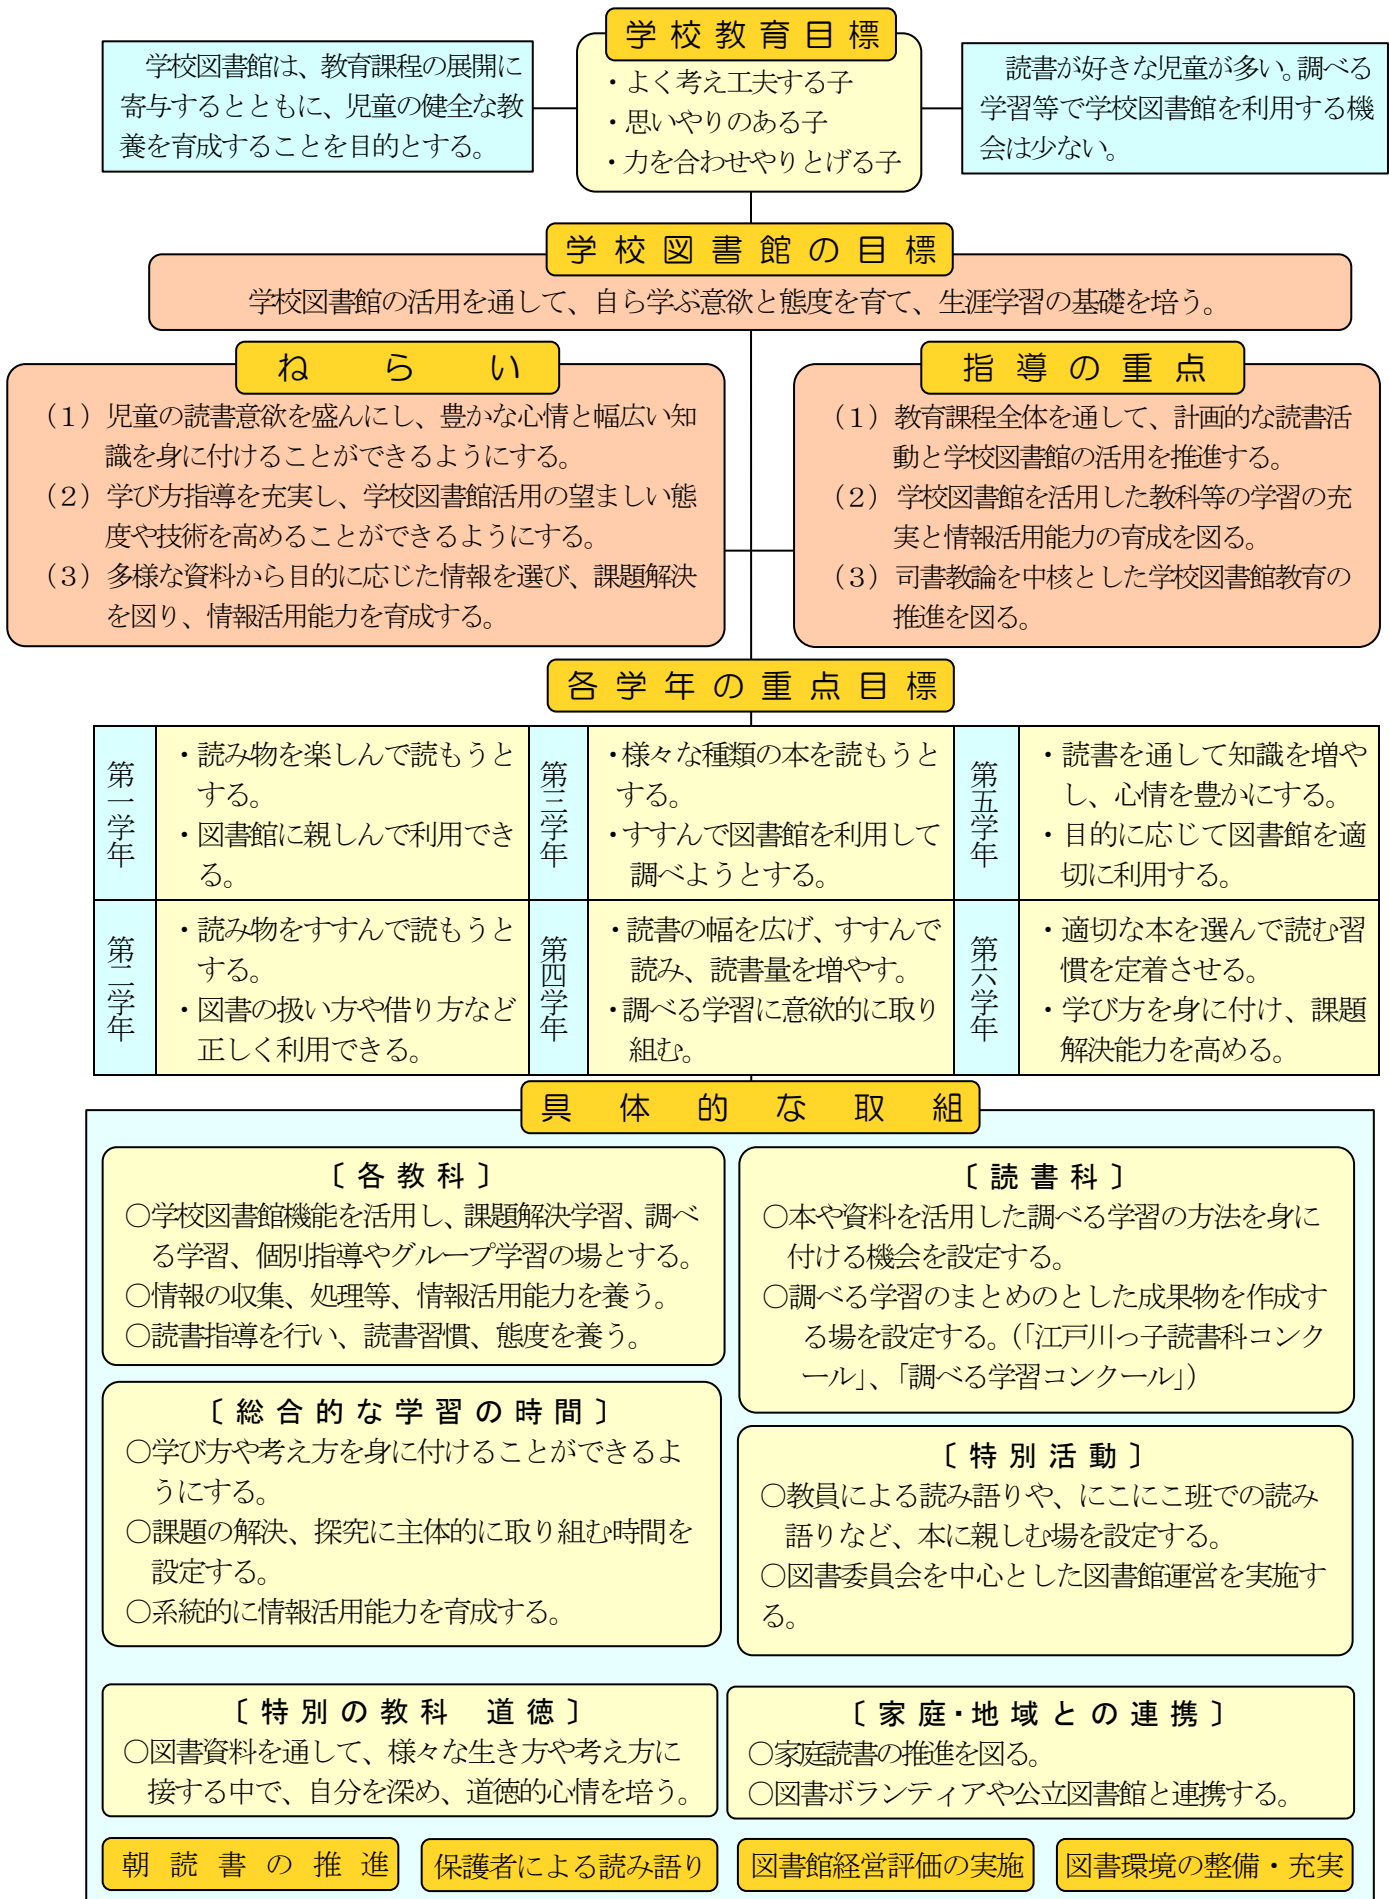 学校教育目標
学校図書館は、教育課程の展開に
寄与するとともに、児童の健全な教
養を育成することを目的とする。
・よく考え工夫する子
・思いやりのある子
・力を合わせやりとげる子
読書が好きな児童が多い。調べる
学習等で学校図書館を利用する機
会は少ない。
学校図書館の目標
学校図書館の活用を通して、自ら学ぶ意欲と態度を育て、生涯学習の基礎を培う。
ねらい
(1)児童の読書意欲を盛んにし、豊かな心情と幅広い知
識を身に付けることができるようにする。
(2)学び方指導を充実し、学校図書館活用の望ましい態
度や技術を高めることができるようにする。
(3)多様な資料から目的に応じた情報を選び、課題解決
を図り、情報活用能力を育成する。
指導の重点
(1)教育課程全体を通して、計画的な読書活
動と学校図書館の活用を推進する。
(2)学校図書館を活用した教科等の学習の充
実と情報活用能力の育成を図る。
(3)司書教諭を中核とした学校図書館教育の
推進を図る。
各学年の重点目標
第一学年
・読み物を楽しんで読もうと
する。
・図書館に親しんで利用でき
る。
第三学年
・様々な種類の本を読もうと
する。
・すすんで図書館を利用して
調べようとする。
第五学年
・読書を通して知識を増や
し、心情を豊かにする。
・目的に応じて図書館を適
切に利用する。
第二学年
・読み物をすすんで読もうと
する。
・図書の扱い方や借り方など
正しく利用できる。
第四学年
・読書の幅を広げ、すすんで
読み、読書量を増やす。
・調べる学習に意欲的に取り
組む。
第六学年
・適切な本を選んで読む習
慣を定着させる。
・学び方を身に付け、課題
解決能力を高める。
具体的な取組
〔各教科〕
○学校図書館機能を活用し、課題解決学習、調べ
る学習、個別指導やグループ学習の場とする。
○情報の収集、処理等、情報活用能力を養う。
○読書指導を行い、読書習慣、態度を養う。
〔読書科〕
○本や資料を活用した調べる学習の方法を身に
付ける機会を設定する。
○調べる学習のまとめのとした成果物を作成す
る場を設定する。(「江戸川っ子読書科コンク
ール」、「調べる学習コンクール」)
〔総合的な学習の時間〕
○学び方や考え方を身に付けることができるよ
うにする。
○課題の解決、探究に主体的に取り組む時間を
設定する。
○系統的に情報活用能力を育成する。
〔特別活動〕
○教員による読み語りや、にこにこ班での読み
語りなど、本に親しむ場を設定する。
○図書委員会を中心とした図書館運営を実施す
る。
〔特別の教科 道徳〕
○図書資料を通して、様々な生き方や考え方に
接する中で、自分を深め、道徳的心情を培う。
〔家庭・地域との連携〕
○家庭読書の推進を図る。
○図書ボランティアや公立図書館と連携する。
朝読書の推進
保護者による読み語り
図書館経営評価の実施
図書環境の整備・充実